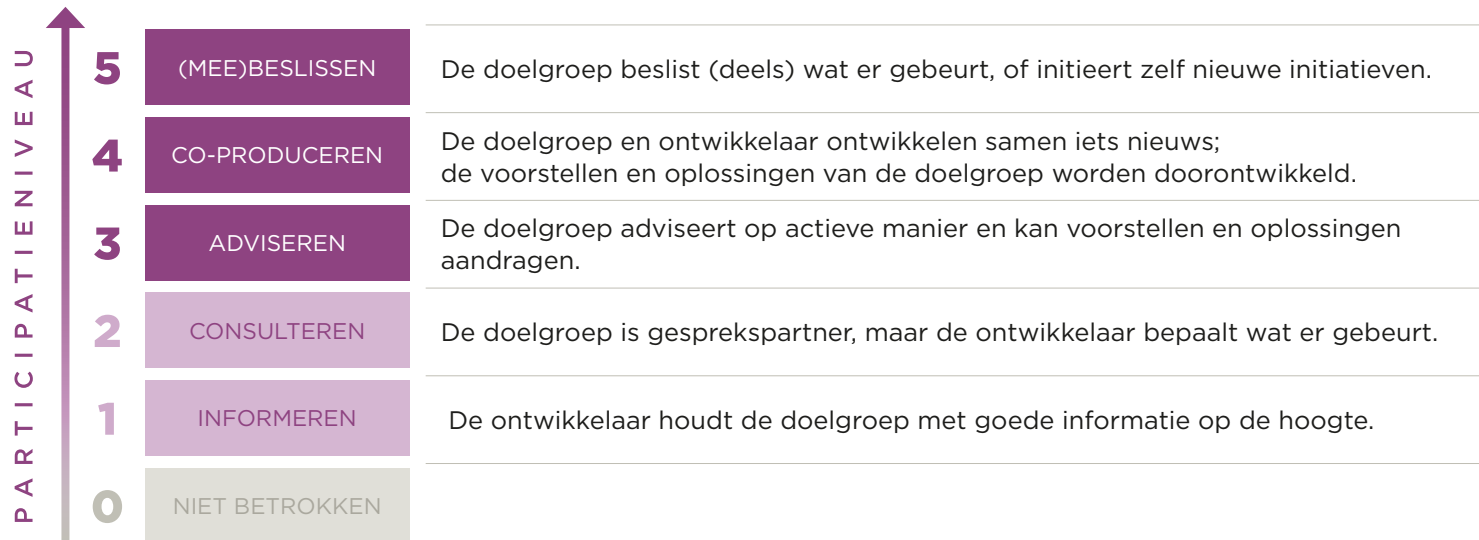 PARTICIPATIENIVEAU
5
(MEE)BESLISSEN
De doelgroep beslist (deels) wat er gebeurt, of initieert zelf nieuwe initiatieven.
4
CO-PRODUCEREN
De doelgroep en ontwikkelaar ontwikkelen samen iets nieuws;
de voorstellen en oplossingen van de doelgroep worden doorontwikkeld.
3
ADVISEREN
De doelgroep adviseert op actieve manier en kan voorstellen en oplossingen
aandragen.
2
CONSULTEREN
De doelgroep is gesprekspartner, maar de ontwikkelaar bepaalt wat er gebeurt.
1
INFORMEREN
De ontwikkelaar houdt de doelgroep met goede informatie op de hoogte.
0
NIET BETROKKEN